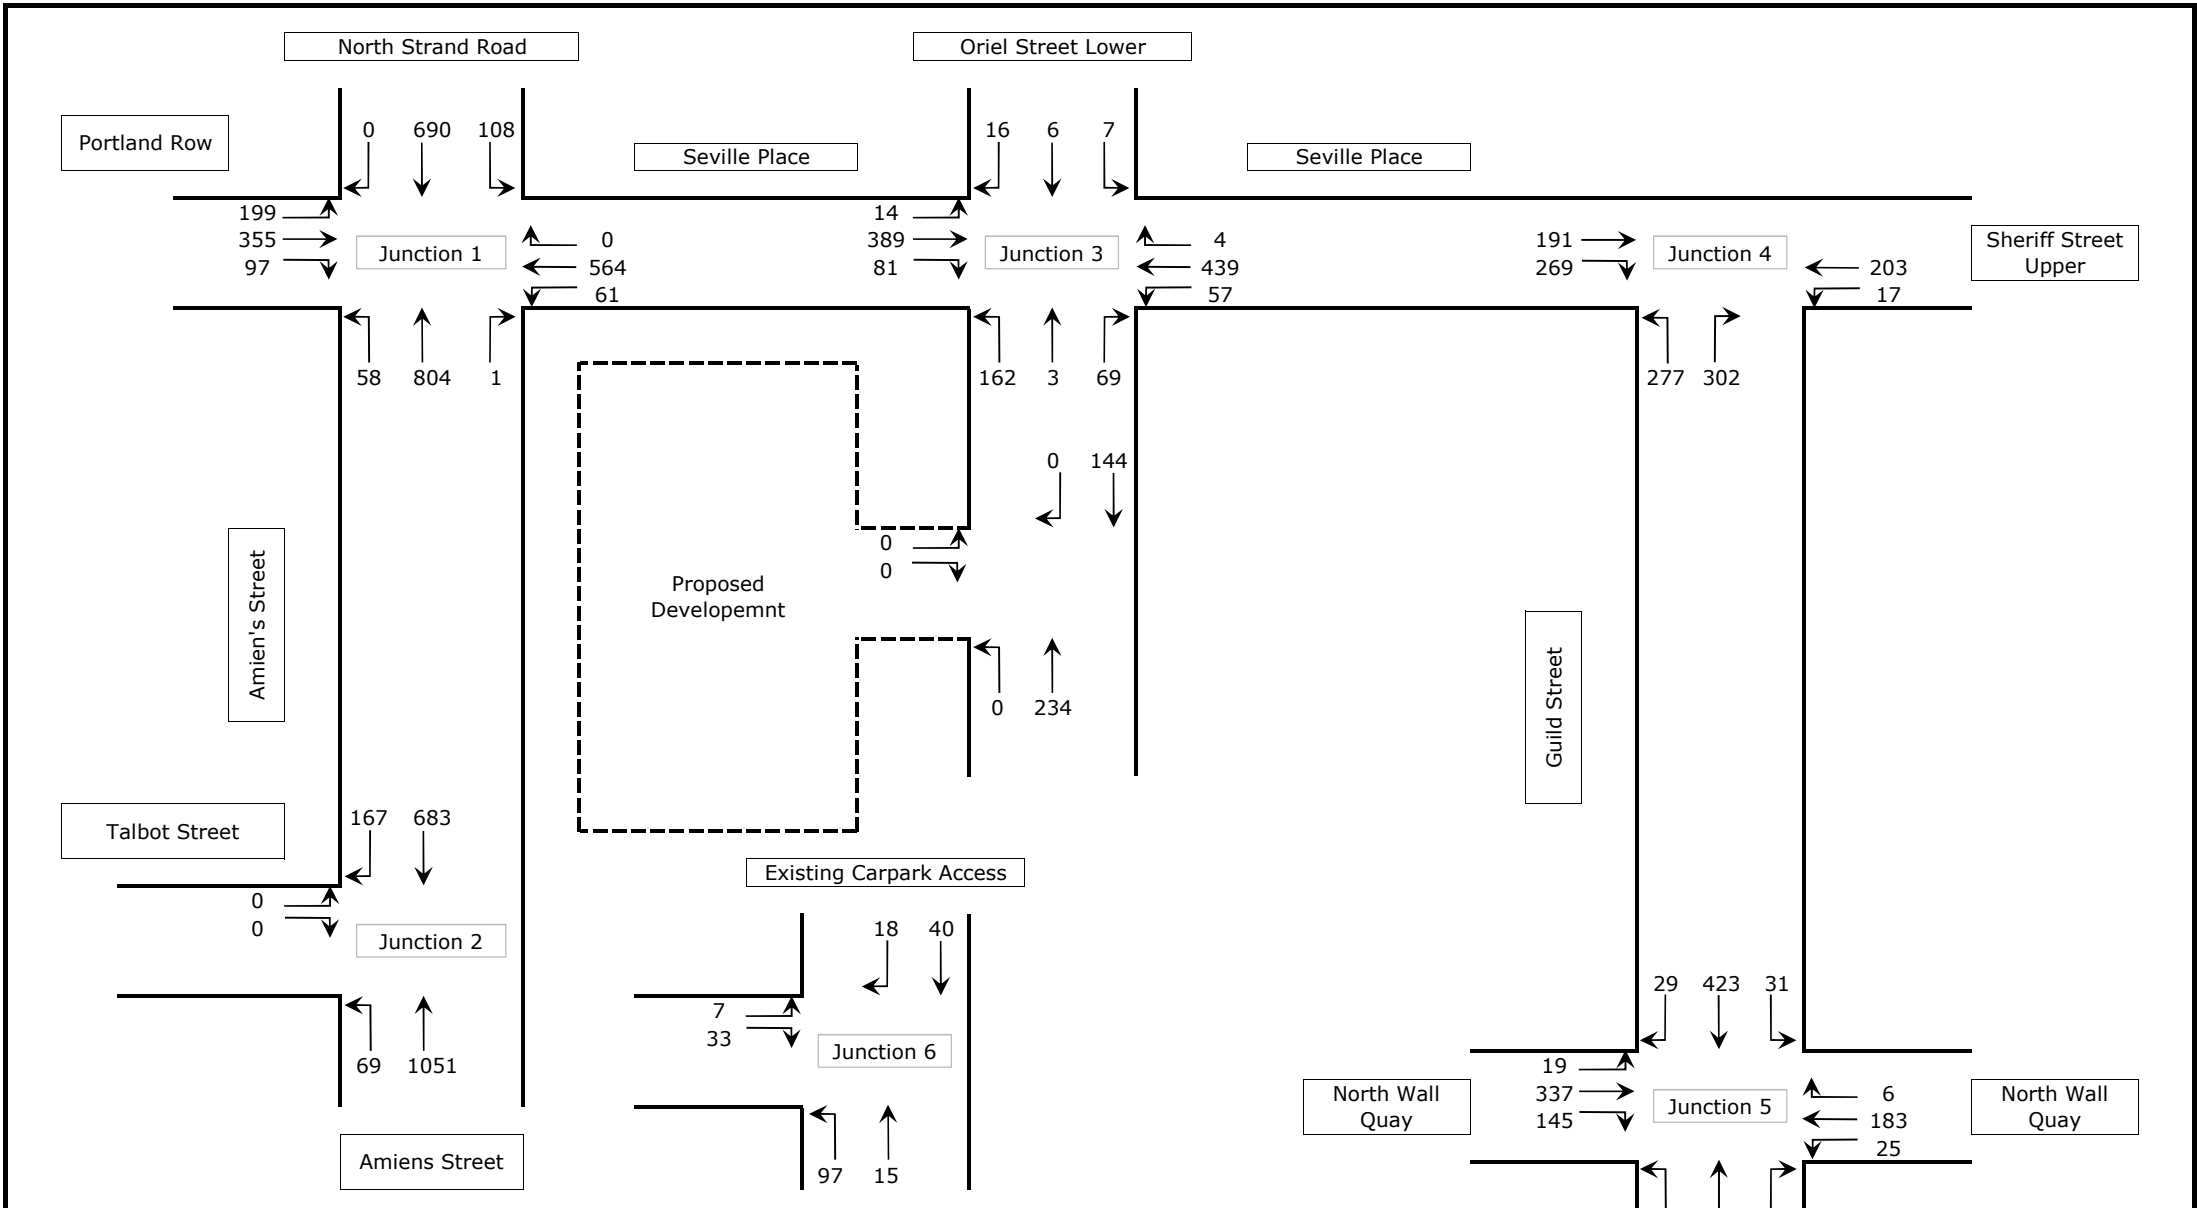 North Strand Road
Oriel Street Lower
Portland Row
0 690 108
Seville Place
16 6 7
Seville Place
199
355
97
Junction 1
0
564
61
14
389
81
Junction 3
4
439
57
191
269
Junction 4
203
17
Sheriff Street
Upper
58 804 1
162 3 69
277 302
0 144
0
0
Proposed
Developemnt
Amien's Street
Guild Street
0 234
Talbot Street
167 683
Existing Carpark Access
0
0
Junction 2
18 40
29 423 31
7
33
Junction 6
69 1051
North Wall
Quay
19
337
145
Junction 5
6
183
25
North Wall
Quay
Amiens Street
97 15